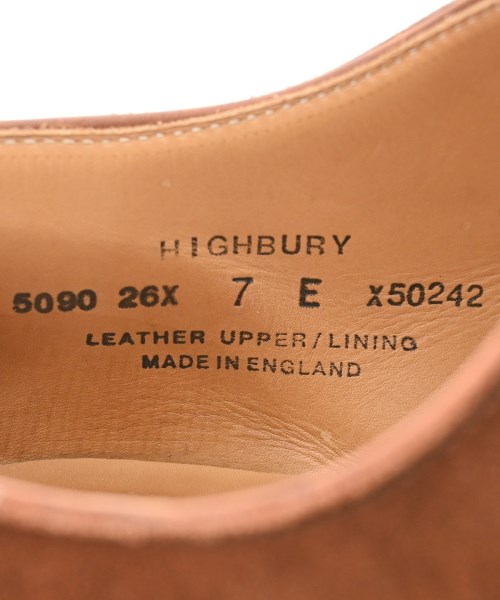 HIGHBURY
5090 26X 7 E X50242
LEATHER UPPER/LINING
MADE IN ENGLAND